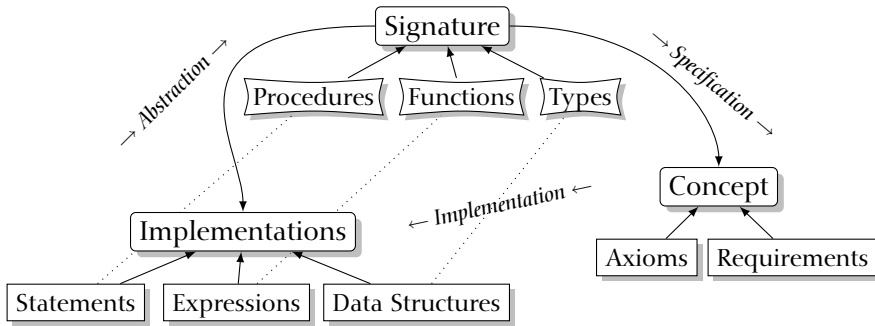 Signature
→ Abstraction →
→ Specification →
Procedures
Functions
Types
Concept
← Implementation ←
Implementations
Axioms
Requirements
Statements
Expressions
Data Structures